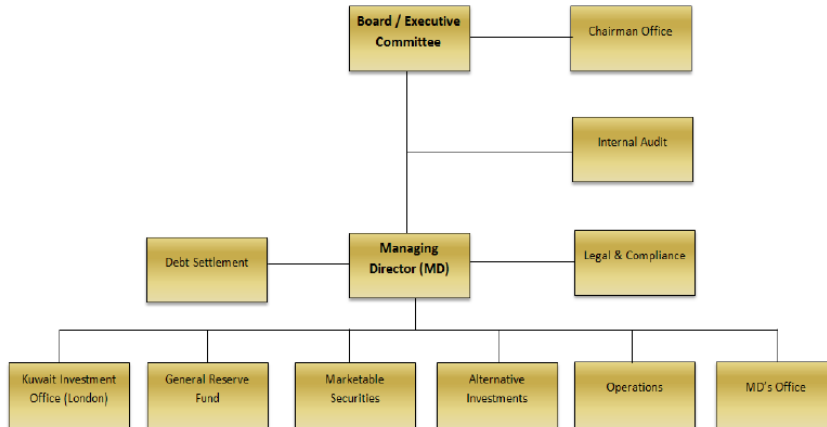 Board / Executive
Committee
Chairman Office
Internal Audit
Debt Settlement
Managing
Director (MD)
Legal & Compliance
Kuwait Investment
Office (London)
General Reserve
Fund
Marketable
Securities
Alternative
Investments
Operations
MD's Office